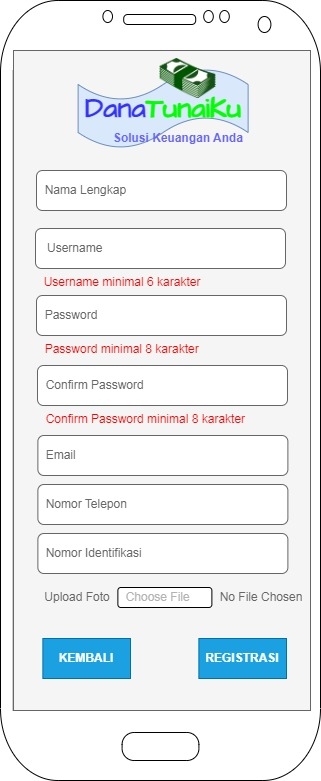 DanaTunaiKu
Solusi Keuangan Anda
Nama Lengkap
Username
Username minimal 6 karakter
Password
Password minimal 8 karakter
Confirm Password
Confirm Password minimal 8 karakter
Email
Nomor Telepon
Nomor Identifikasi
Upload Foto Choose File No File Chosen
KEMBALI REGISTRASI